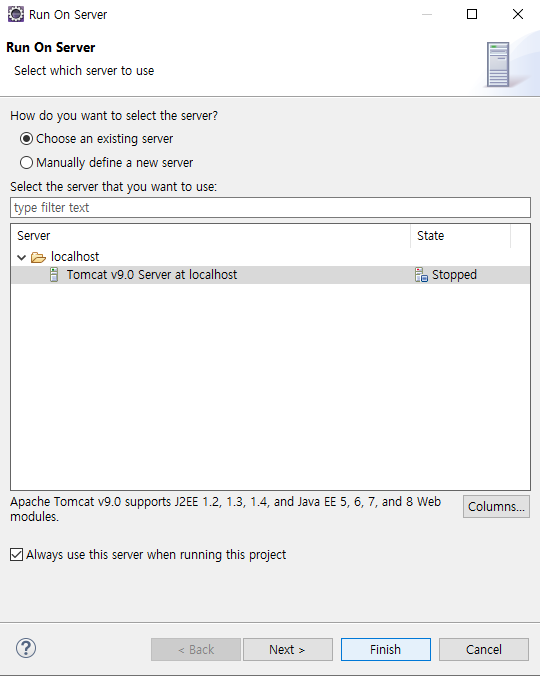 Run On Server
Run On Server
Select which server to use
How do you want to select the server?
Choose an existing server
Manually define a new server
Select the server that you want to use:
type filter text
Server State
localhost
Tomcat v9.0 Server at localhost Stopped
Apache Tomcat v9.0 supports J2EE 1.2, 1.3, 1.4, and Java EE 5, 6, 7, and 8 Web
modules.
Columns...
Always use this server when running this project
? < Back Next > Finish Cancel